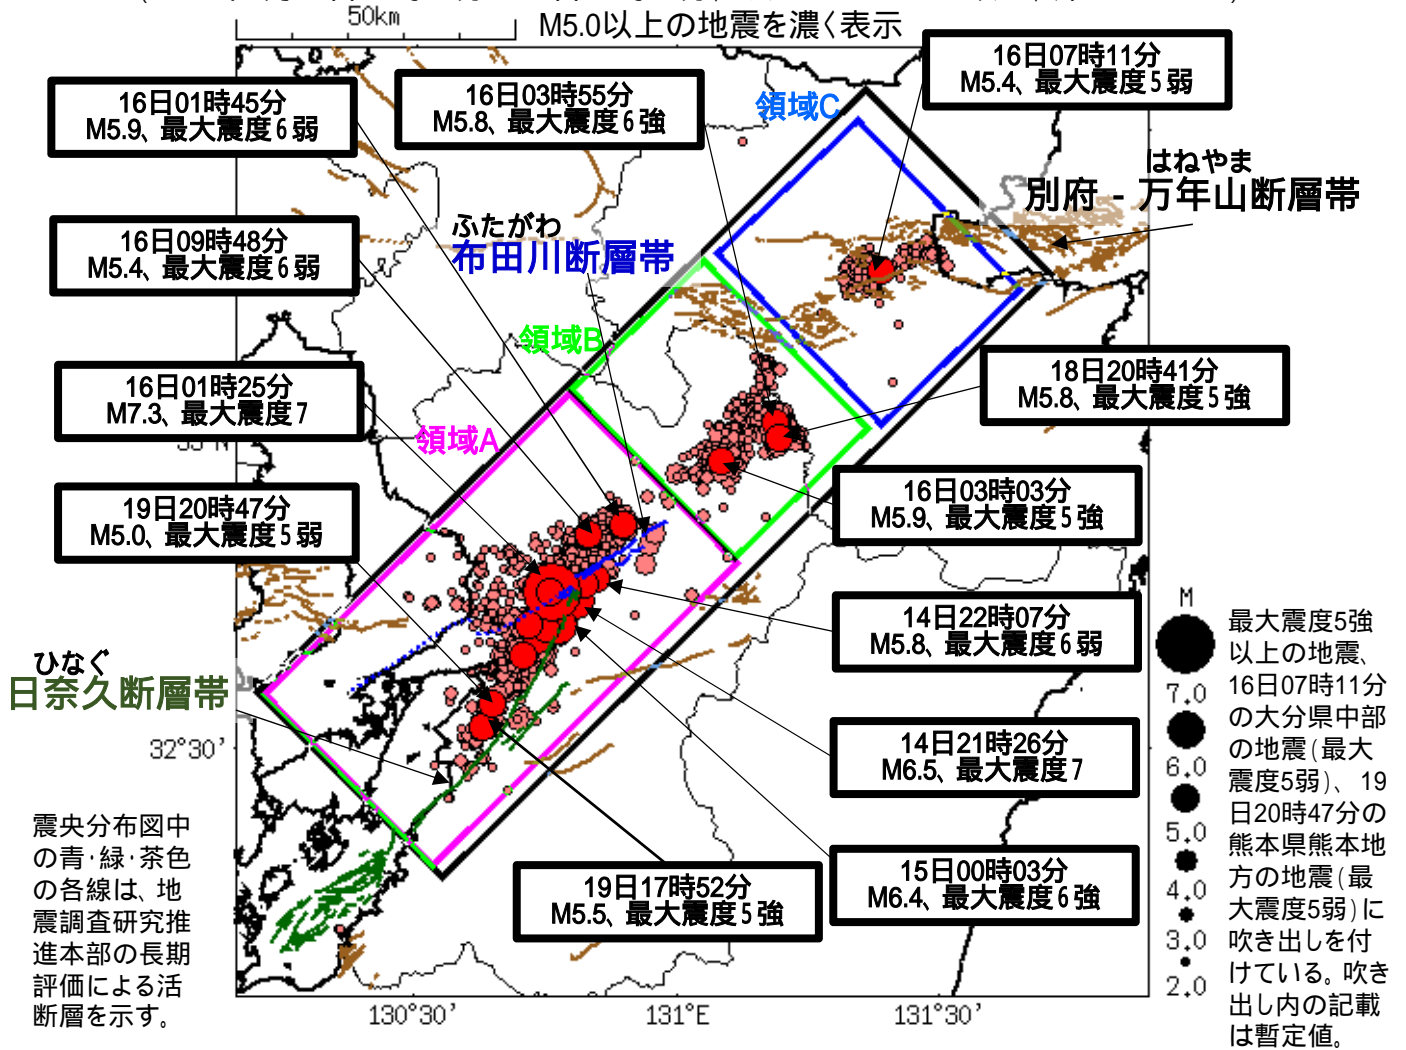 50km
M5.0以上の地震を濃く表示
16日01時45分
M5.9、最大震度6弱
16日03時55分
M5.8、最大震度6強
16日07時11分
M5.4、最大震度5弱
領域C
はねやま
別府－万年山断層帯
16日09時48分
M5.4、最大震度6弱
ふたがわ
布田川断層帯
領域B
16日01時25分
M7.3、最大震度7
18日20時41分
M5.8、最大震度5強
領域A
19日20時47分
M5.0、最大震度5弱
16日03時03分
M5.9、最大震度5強
14日22時07分
M5.8、最大震度6弱
ひなぐ
日奈久断層帯
32°30'
14日21時26分
M6.5、最大震度7
15日00時03分
M6.4、最大震度6強
19日17時52分
M5.5、最大震度5強
130°30'
131°E
131°30'
震央分布図中
の青･緑･茶色
の各線は、地
震調査研究推
進本部の長期
評価による活
断層を示す。
M
7.0
6.0
5.0
4.0
3.0
2.0
最大震度5強
以上の地震、
16日07時11分
の大分県中部
の地震(最大
震度5弱)、19
日20時47分の
熊本県熊本地
方の地震(最
大震度5弱)に
吹き出しを付
けている。吹き
出し内の記載
は暫定値。